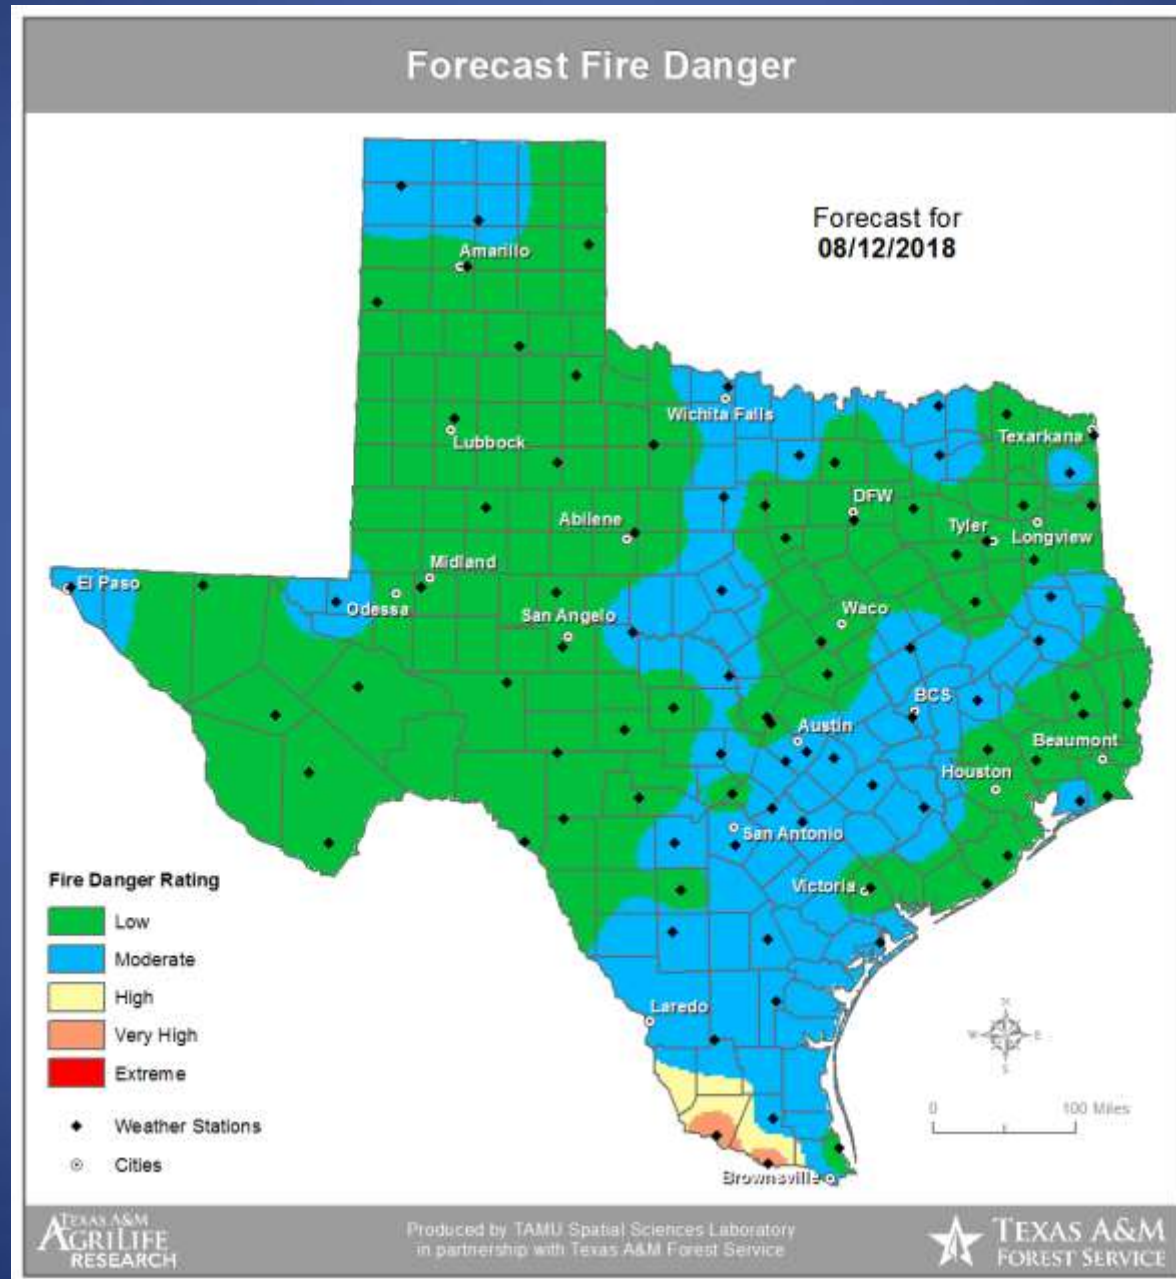 Forecast Fire Danger
Forecast for
08/12/2018
Amarillo
Wichita Falls
Lubbock
Texarkana
DFW
Abilene
Tyler
Longview
Midland
El Paso
Odessa
San Angelo
Waco
BCS
Austin
Beaumont
Houston
San Antonio
Victoria
Laredo
Brownsville
Fire Danger Rating
Low
Moderate
High
Very High
Extreme
Weather Stations
Cities
N
W
E
S
0
100 Miles
TEXAS A&M
AGRILIFE
RESEARCH
Produced by TAMU Spatial Sciences Laboratory
in partnership with Texas A&M Forest Service
TEXAS A&M
FOREST SERVICE